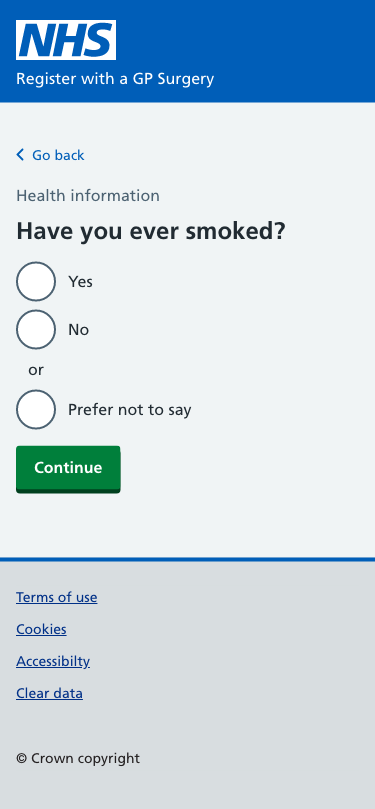 NHS
Register with a GP Surgery
Go back
Health information
Have you ever smoked?
Yes
No
or
Prefer not to say
Continue
Terms of use
Cookies
Accessibilty
Clear data
© Crown copyright